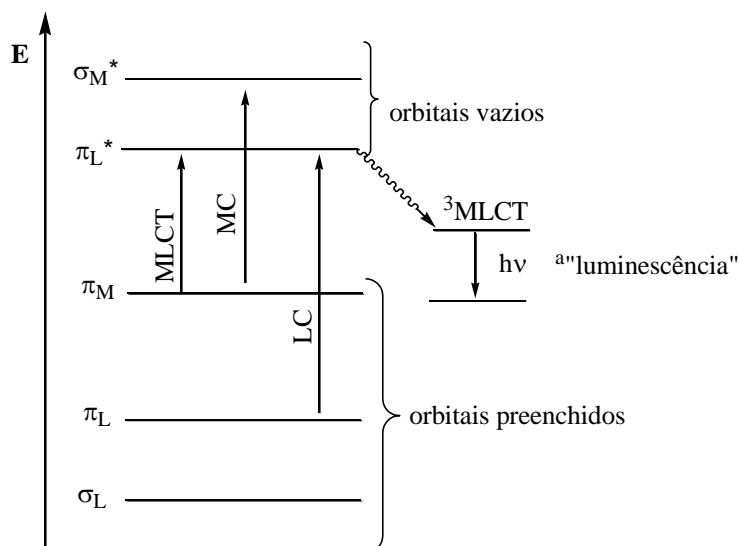 E
σM*
orbitais vazios
πL*
MLCT
MC
³MLCT
hν
ᵃ"luminescência"
πM
LC
πL
orbitais preenchidos
σL